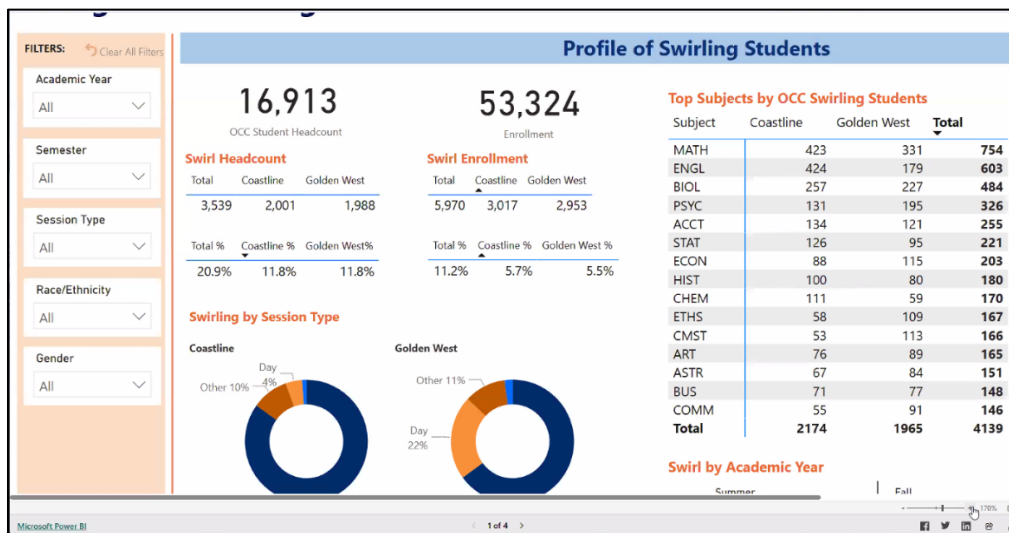 Profile of Swirling Students
FILTERS:
Clear All Filters
Academic Year
All
Semester
All
Session Type
All
Race/Ethnicity
All
Gender
All
16,913
OCC Student Headcount
53,324
Enrollment
Swirl Headcount
Total Coastline Golden West
3,539 2,001 1,988
Total % Coastline % Golden West%
20.9% 11.8% 11.8%
Swirl Enrollment
Total Coastline Golden West
5,970 3,017 2,953
Total % Coastline % Golden West %
11.2% 5.7% 5.5%
Swirling by Session Type
Coastline
Day
4%
Other 10%
Golden West
Other 11%
Day
22%
Top Subjects by OCC Swirling Students
Subject Coastline Golden West Total
MATH 423 331 754
ENGL 424 179 603
BIOL 257 227 484
PSYC 131 195 326
ACCT 134 121 255
STAT 126 95 221
ECON 88 115 203
HIST 100 80 180
CHEM 111 59 170
ETHS 58 109 167
CMST 53 113 166
ART 76 89 165
ASTR 67 84 151
BUS 71 77 148
COMM 55 91 146
Total 2174 1965 4139
Swirl by Academic Year
Summer Fall
170%
Microsoft Power BI
1 of 4